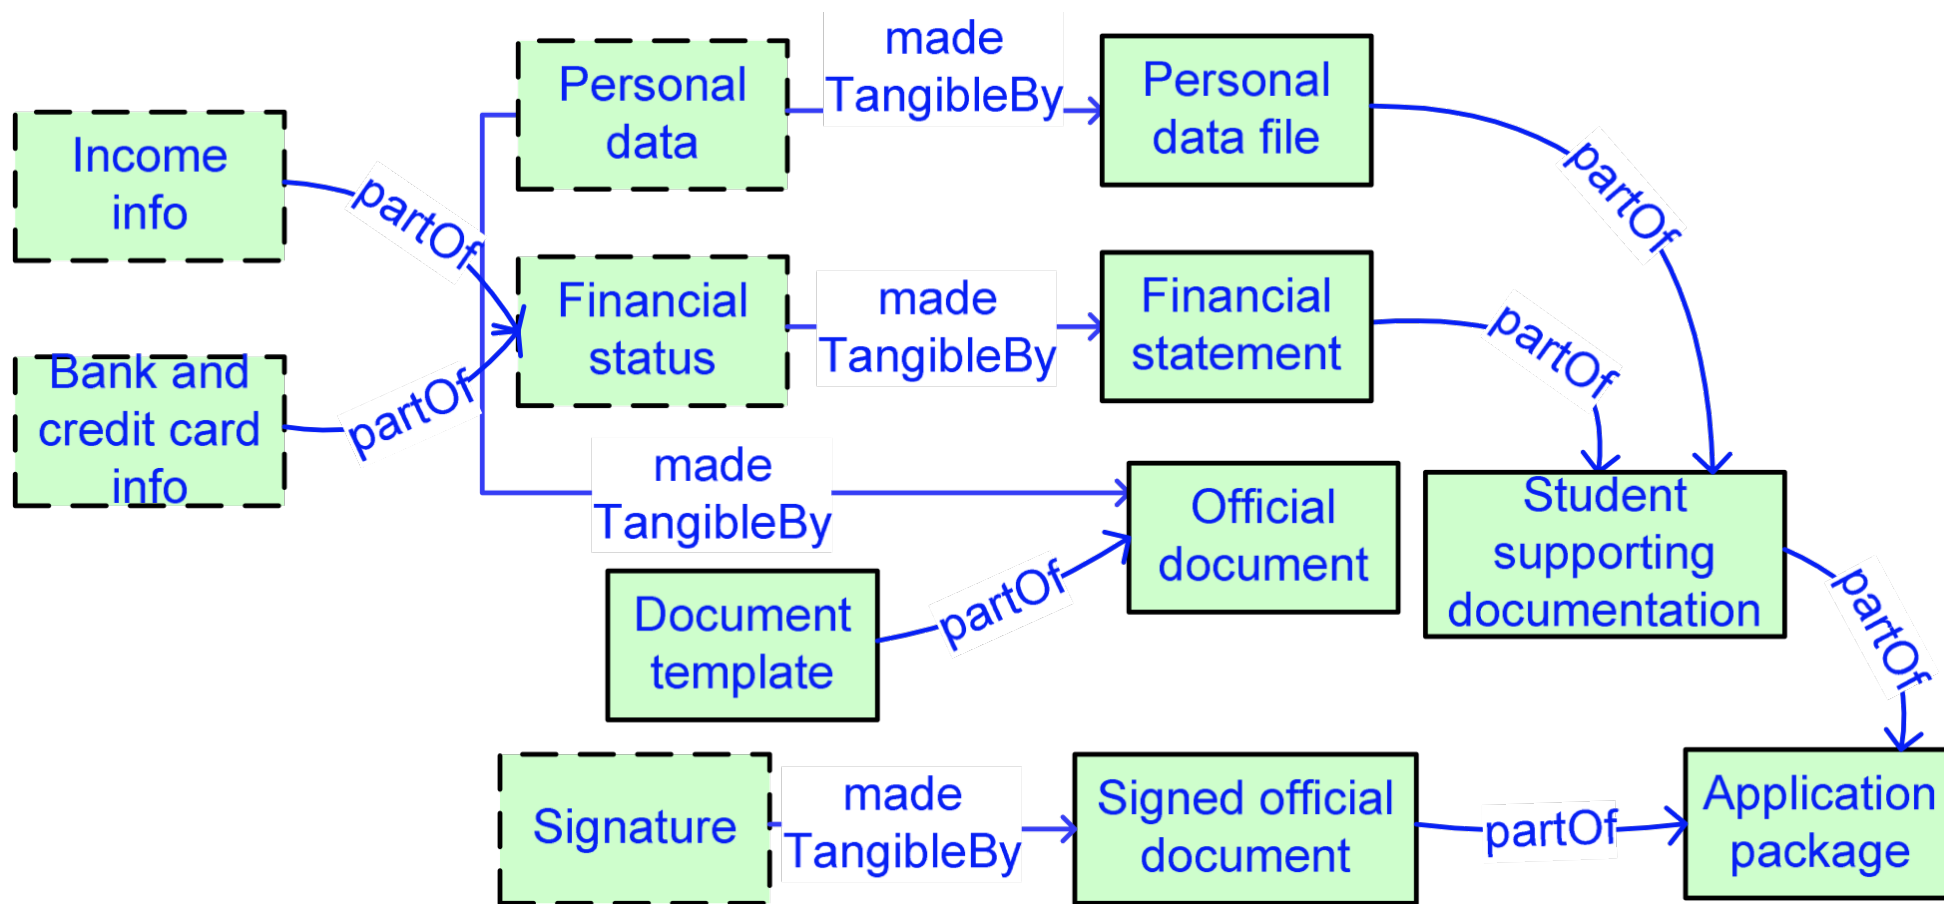 made
TangibleBy
Personal
data
Personal
data file
Income
info
partOf
partOf
Financial
status
made
TangibleBy
Financial
statement
partOf
Bank and
credit card
info
partOf
made
TangibleBy
Official
document
Student
supporting
documentation
Document
template
partOf
partOf
Signature
made
TangibleBy
Signed official
document
partOf
Application
package